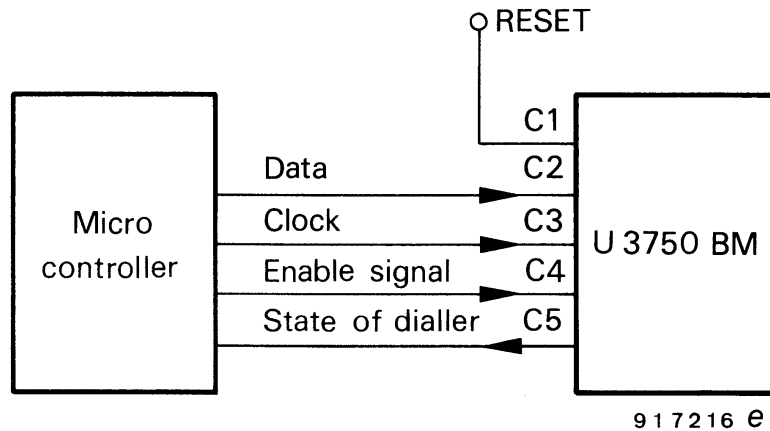 RESET
C1
Data C2
Clock C3
Micro
controller
U 3750 BM
Enable signal C4
State of dialler C5
917216 e